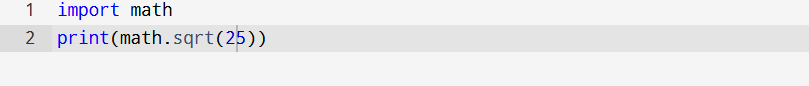 1 import math
2 print(math.sqrt(25))